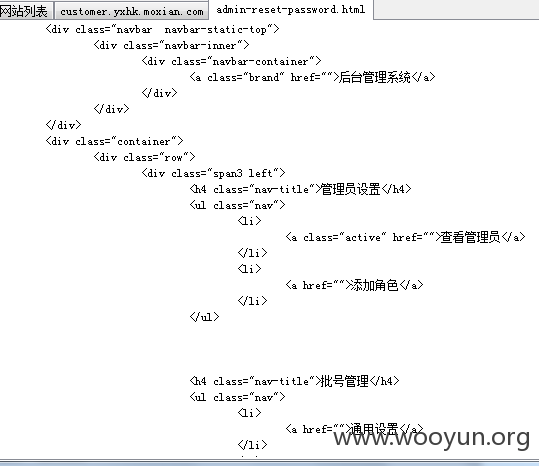 网站列表 customer.yxhk.moxian.com admin-reset-password.html
<div class="navbar  navbar-static-top">
<div class="navbar-inner">
<div class="navbar-container">
<a class="brand" href="">后台管理系统</a>
</div>
</div>
</div>
<div class="container">
<div class="row">
<div class="span3 left">
<h4 class="nav-title">管理员设置</h4>
<ul class="nav">
<li>
<a class="active" href="">查看管理员</a>
</li>
<li>
<a href="">添加角色</a>
</li>
</ul>
<h4 class="nav-title">批号管理</h4>
<ul class="nav">
<li>
<a href="">通用设置</a>
</li>
www.wooyun.org